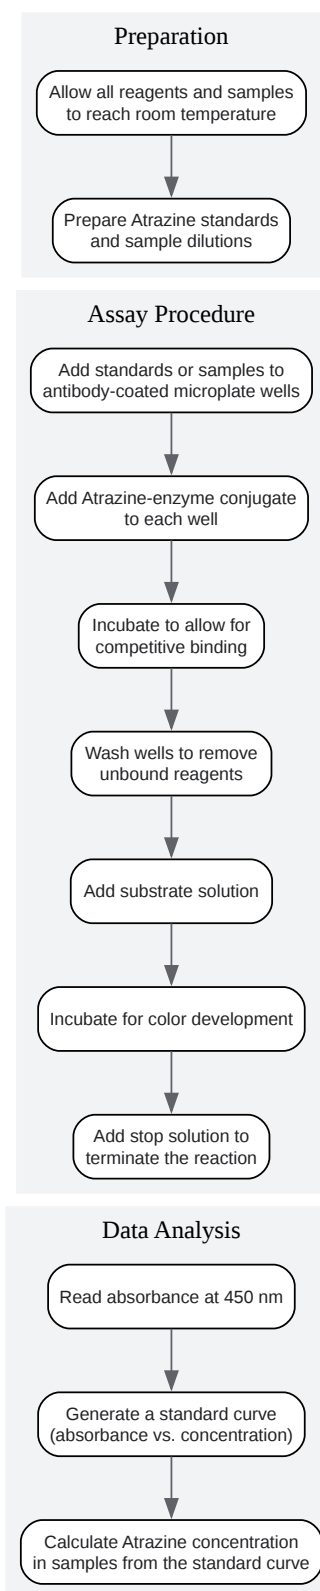 Preparation
Allow all reagents and samples
to reach room temperature
Prepare Atrazine standards
and sample dilutions
Assay Procedure
Add standards or samples to
antibody-coated microplate wells
Add Atrazine-enzyme conjugate
to each well
Incubate to allow for
competitive binding
Wash wells to remove
unbound reagents
Add substrate solution
Incubate for color development
Add stop solution to
terminate the reaction
Data Analysis
Read absorbance at 450 nm
Generate a standard curve
(absorbance vs. concentration)
Calculate Atrazine concentration
in samples from the standard curve